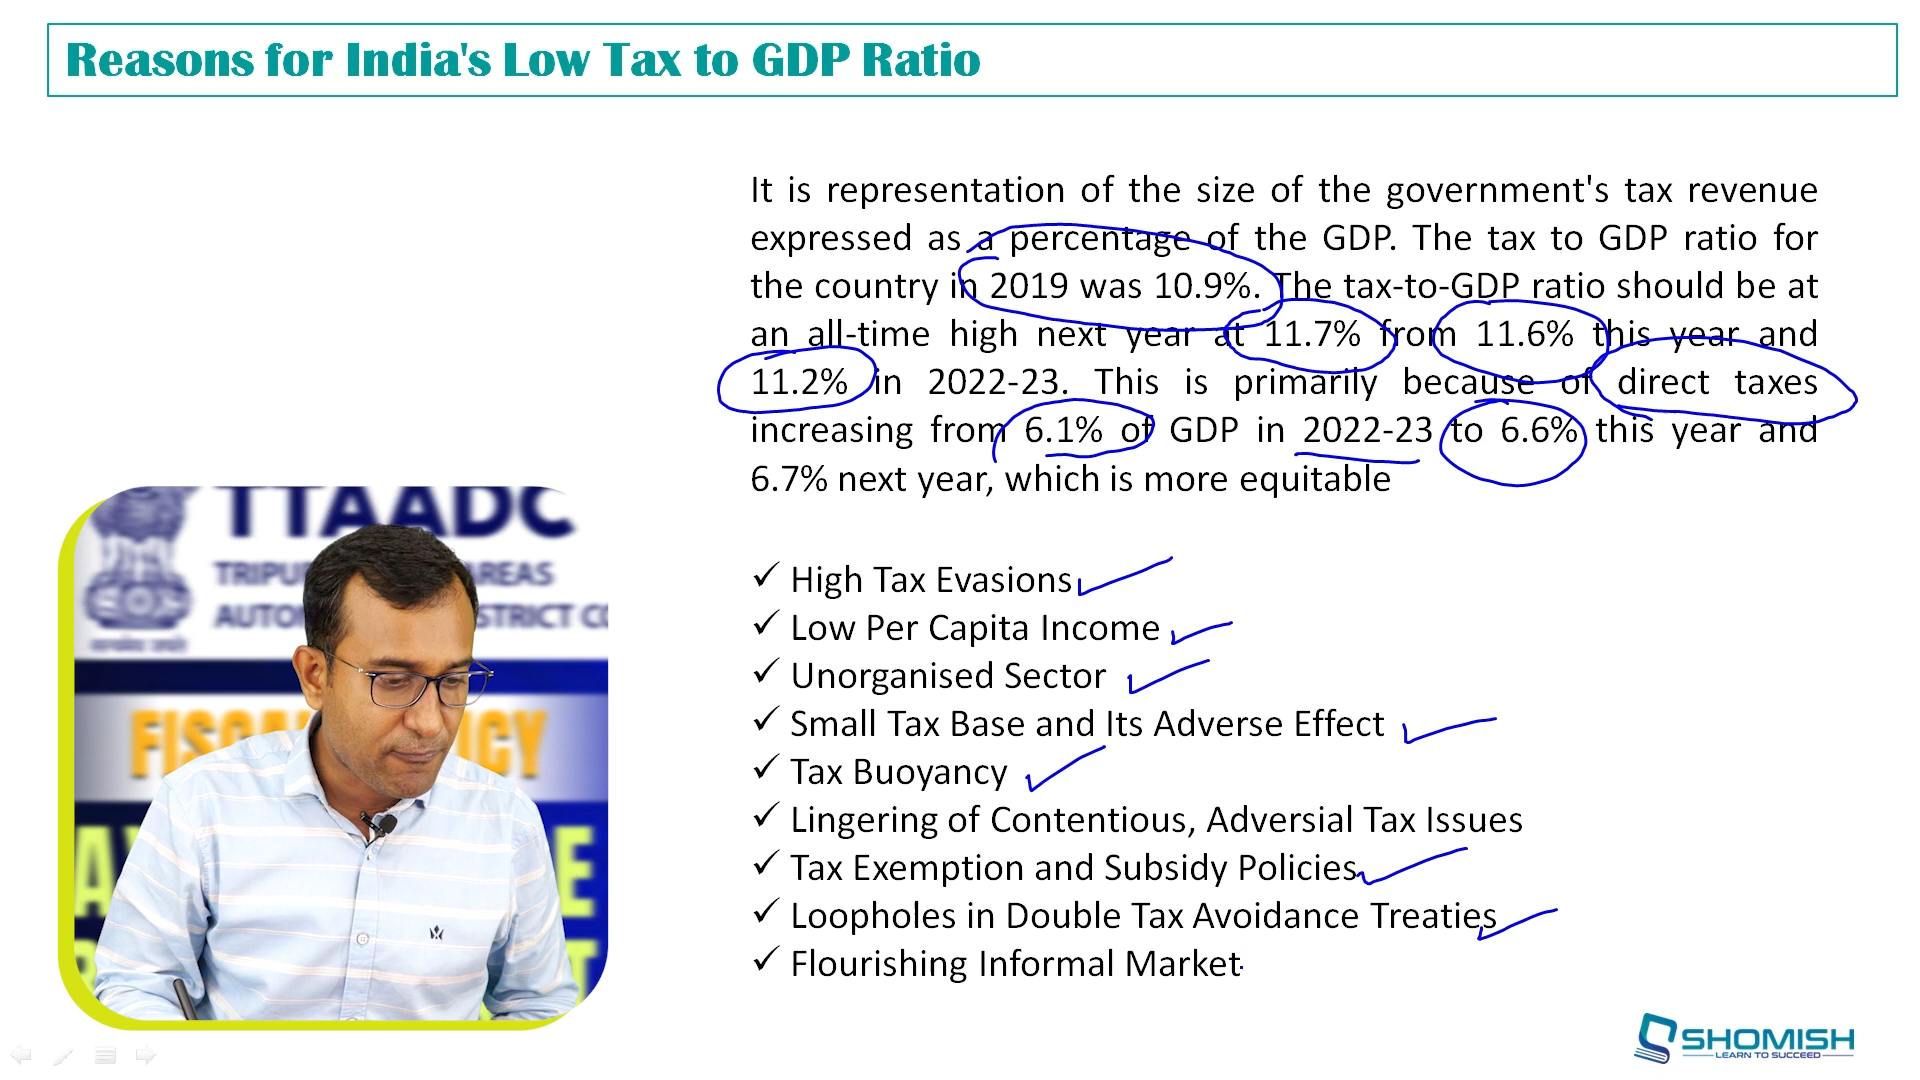 Reasons for India's Low Tax to GDP Ratio
It is representation of the size of the government's tax revenue
expressed as a percentage of the GDP. The tax to GDP ratio for
the country in 2019 was 10.9%. The tax-to-GDP ratio should be at
an all-time high next year at 11.7% from 11.6% this year and
11.2% in 2022-23. This is primarily because of direct taxes
increasing from 6.1% of GDP in 2022-23 to 6.6% this year and
6.7% next year, which is more equitable
✓ High Tax Evasions
✓ Low Per Capita Income
✓ Unorganised Sector
✓ Small Tax Base and Its Adverse Effect
✓ Tax Buoyancy
✓ Lingering of Contentious, Adversial Tax Issues
✓ Tax Exemption and Subsidy Policies
✓ Loopholes in Double Tax Avoidance Treaties
✓ Flourishing Informal Market
TTAADC
AREAS
STRICT
SHOMISH
LEARN TO SUCCEED